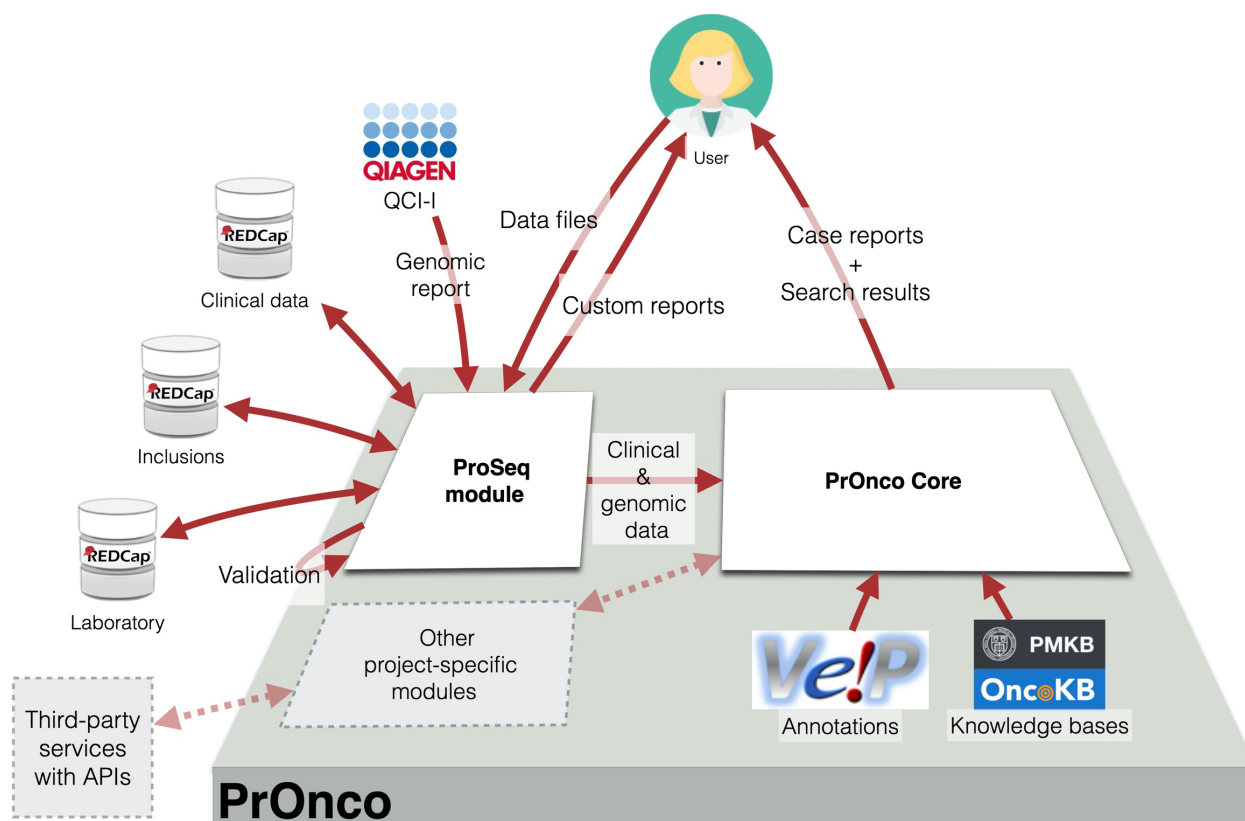 User
QIAGEN
QCI-I
Data files
Case reports
+
Search results
REDCap
Clinical data
Genomic
report
Custom reports
REDCap
Inclusions
ProSeq
module
Clinical
&
genomic
data
PrOnco Core
REDCap
Laboratory
Validation
Other
project-specific
modules
Ve!P
Annotations
PMKB
OncoKB
Knowledge bases
Third-party
services
with APIs
PrOnco